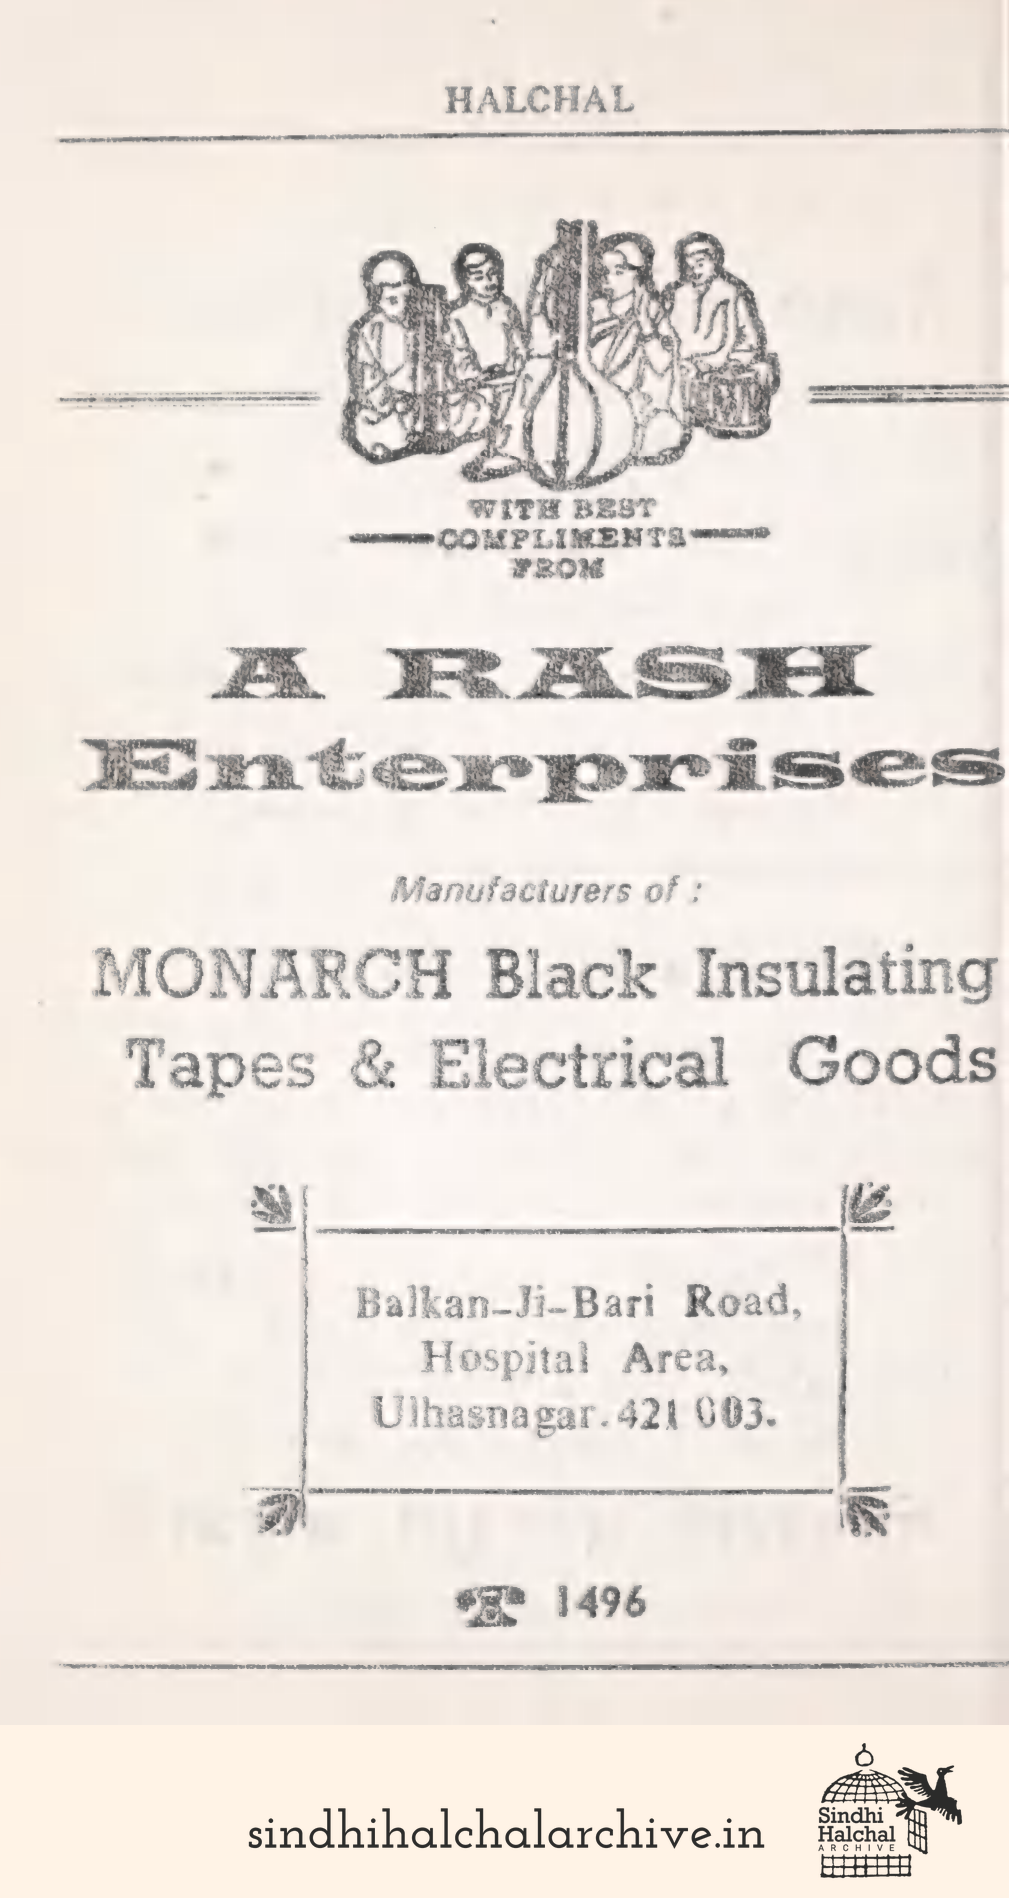 HALCHAL
WITH BEST
COMPLIMENTS
FROM
A RASH
Enterprises
Manufacturers of :
MONARCH Black Insulating
Tapes & Electrical Goods
Balkan-Ji-Bari Road,
Hospital Area,
Ulhasnagar. 421 003.
1496
sindhihalchalarchive.in
Sindhi
Halchal
ARCHIVE